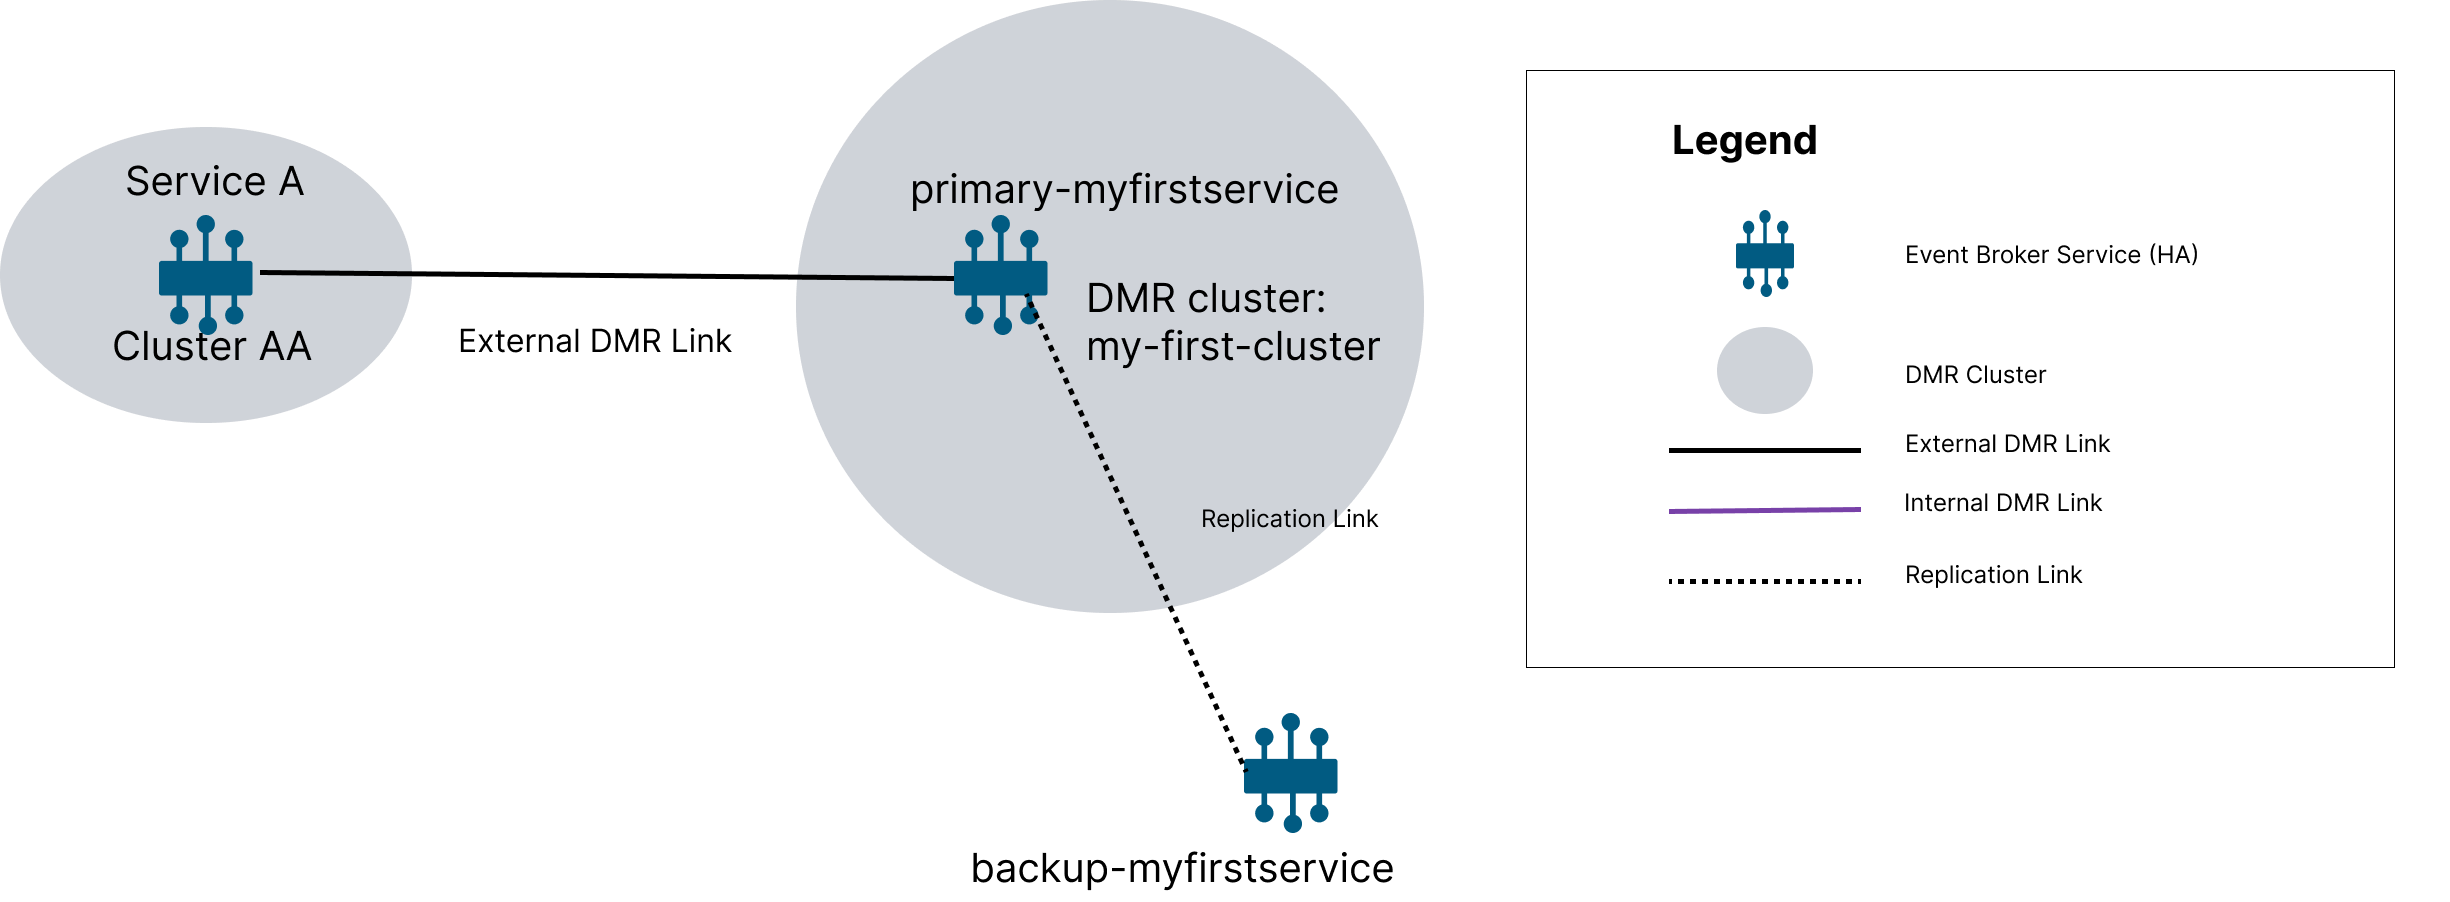 Service A
Cluster AA
External DMR Link
primary-myfirstservice
DMR cluster:
my-first-cluster
Replication Link
backup-myfirstservice
Legend
Event Broker Service (HA)
DMR Cluster
External DMR Link
Internal DMR Link
Replication Link